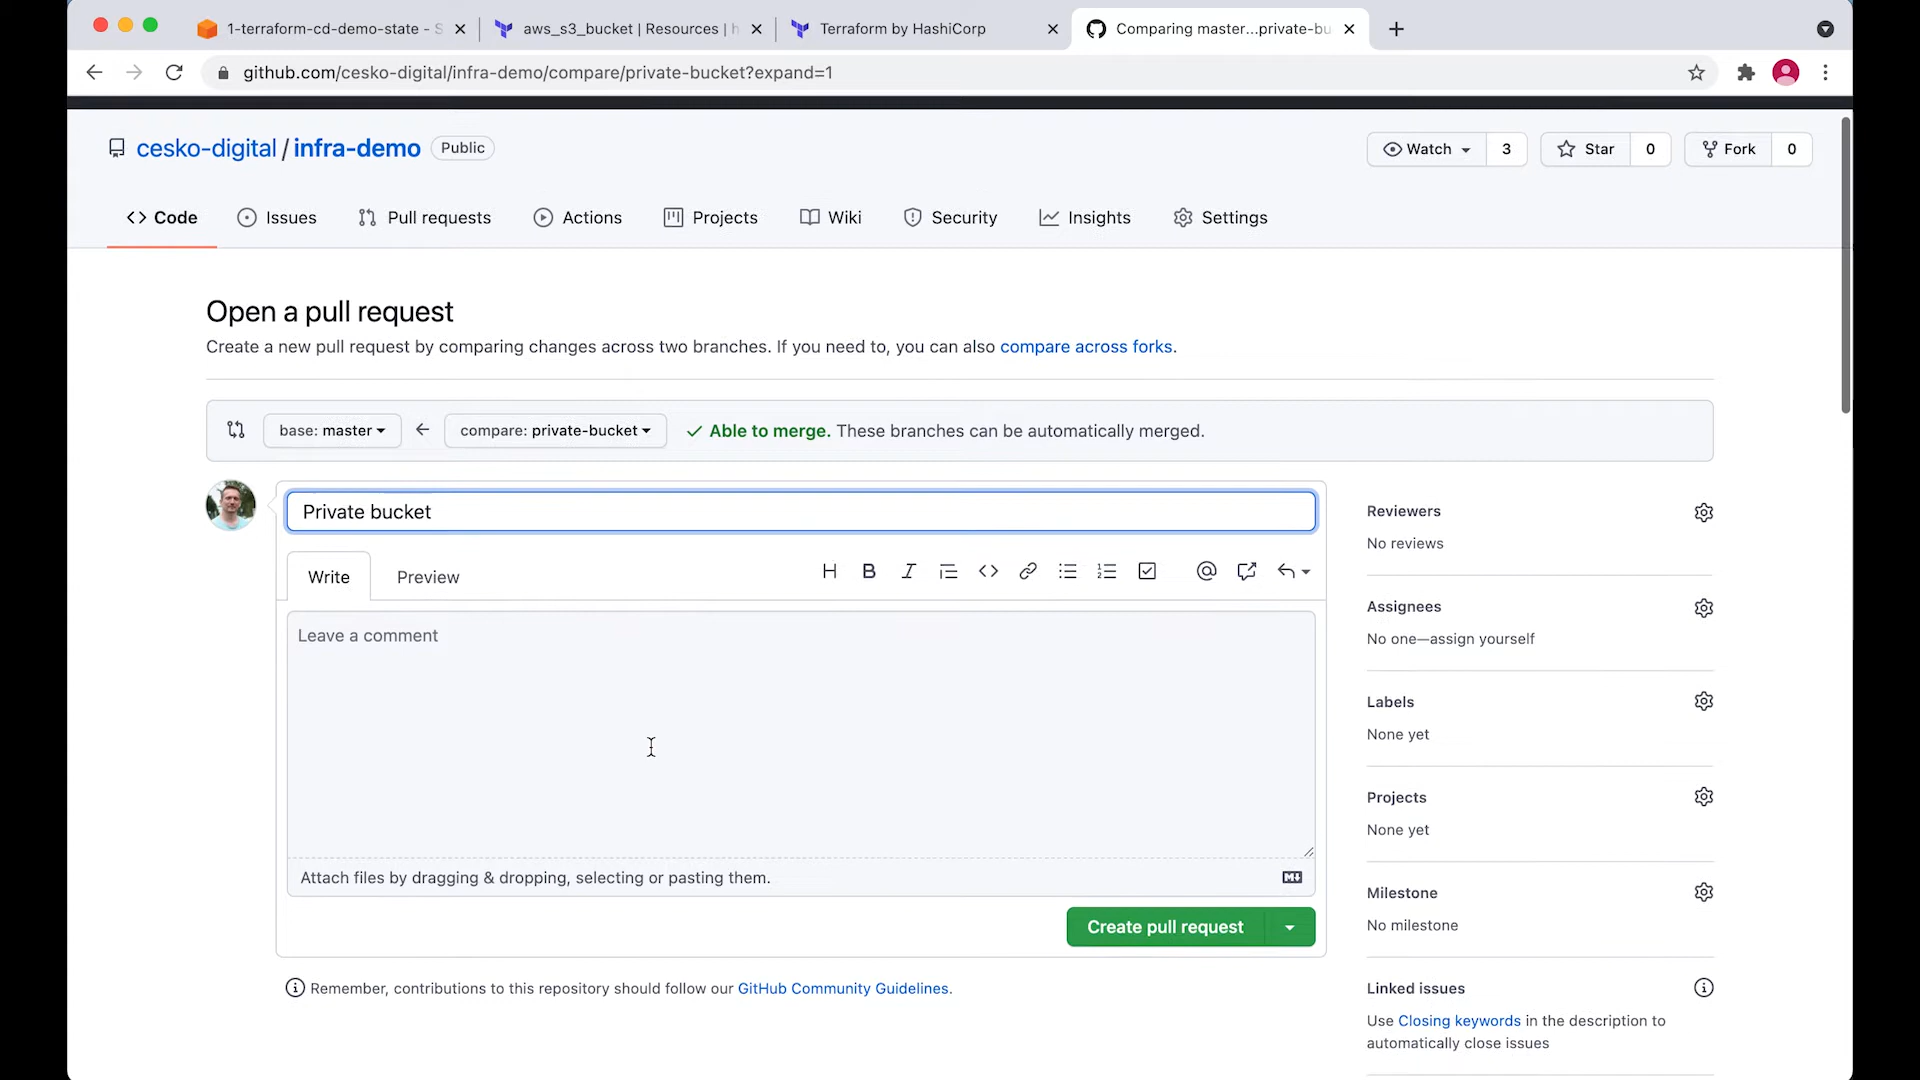 1-terraform-cd-demo-state - S
aws_s3_bucket | Resources | h
Terraform by HashiCorp
Comparing master...private-bu
github.com/cesko-digital/infra-demo/compare/private-bucket?expand=1
cesko-digital / infra-demo Public
Watch 3
Star 0
Fork 0
Code
Issues
Pull requests
Actions
Projects
Wiki
Security
Insights
Settings
Open a pull request
Create a new pull request by comparing changes across two branches. If you need to, you can also compare across forks.
base: master
compare: private-bucket
Able to merge. These branches can be automatically merged.
Private bucket
Write
Preview
Leave a comment
Attach files by dragging & dropping, selecting or pasting them.
Create pull request
Remember, contributions to this repository should follow our GitHub Community Guidelines.
Reviewers
No reviews
Assignees
No one—assign yourself
Labels
None yet
Projects
None yet
Milestone
No milestone
Linked issues
Use Closing keywords in the description to
automatically close issues